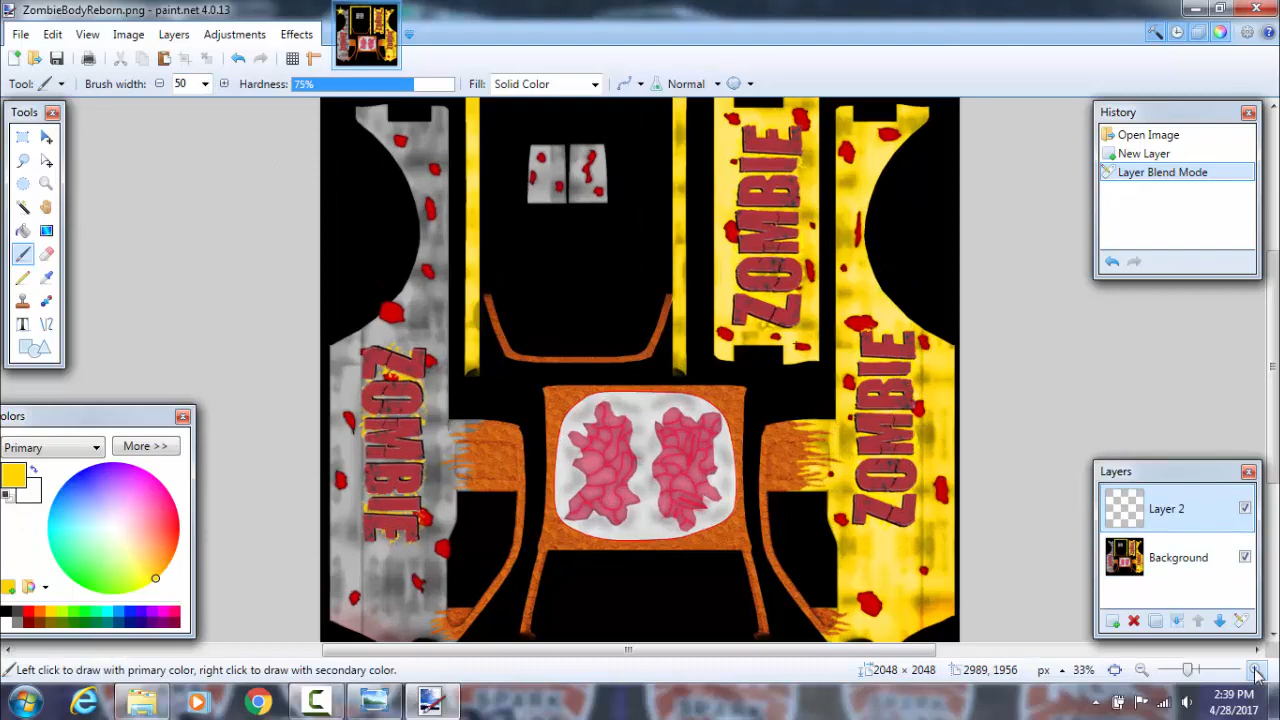 ZombieBodyReborn.png - paint.net 4.0.13
File Edit View Image Layers Adjustments Effects
Tool: Brush width: 50 Hardness: 75% Fill: Solid Color Normal
Tools
History
Open Image
New Layer
Layer Blend Mode
ZOMBIE
ZOMBIE
ZOMBIE
olors
Primary More >>
Layers
Layer 2
Background
Left click to draw with primary color, right click to draw with secondary color. 2048 × 2048 2989, 1956 px 33%
2:39 PM
4/28/2017